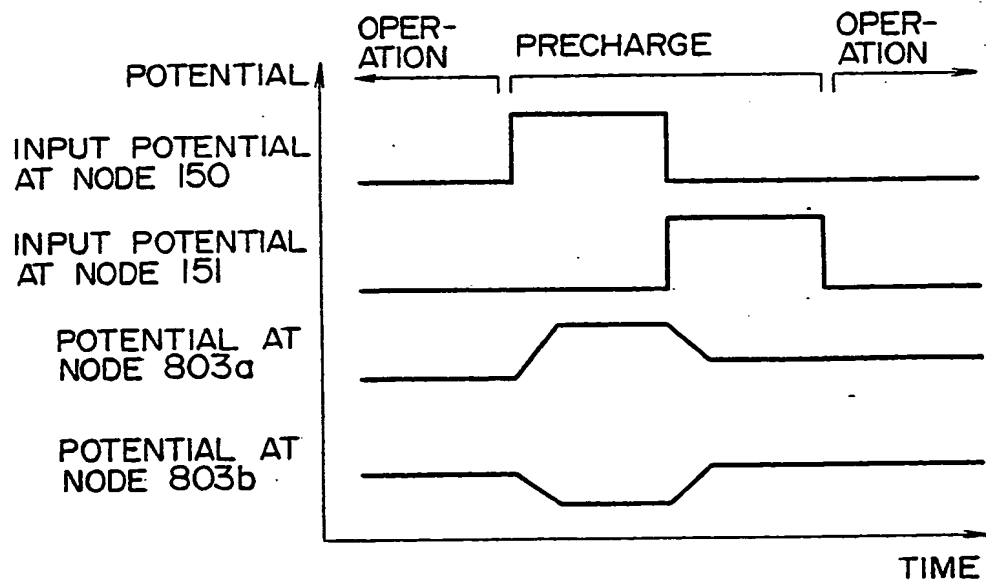 OPER-
ATION
PRECHARGE
OPER-
ATION
POTENTIAL
INPUT POTENTIAL
AT NODE 150
INPUT POTENTIAL
AT NODE 151
POTENTIAL AT
NODE 803a
POTENTIAL AT
NODE 803b
TIME